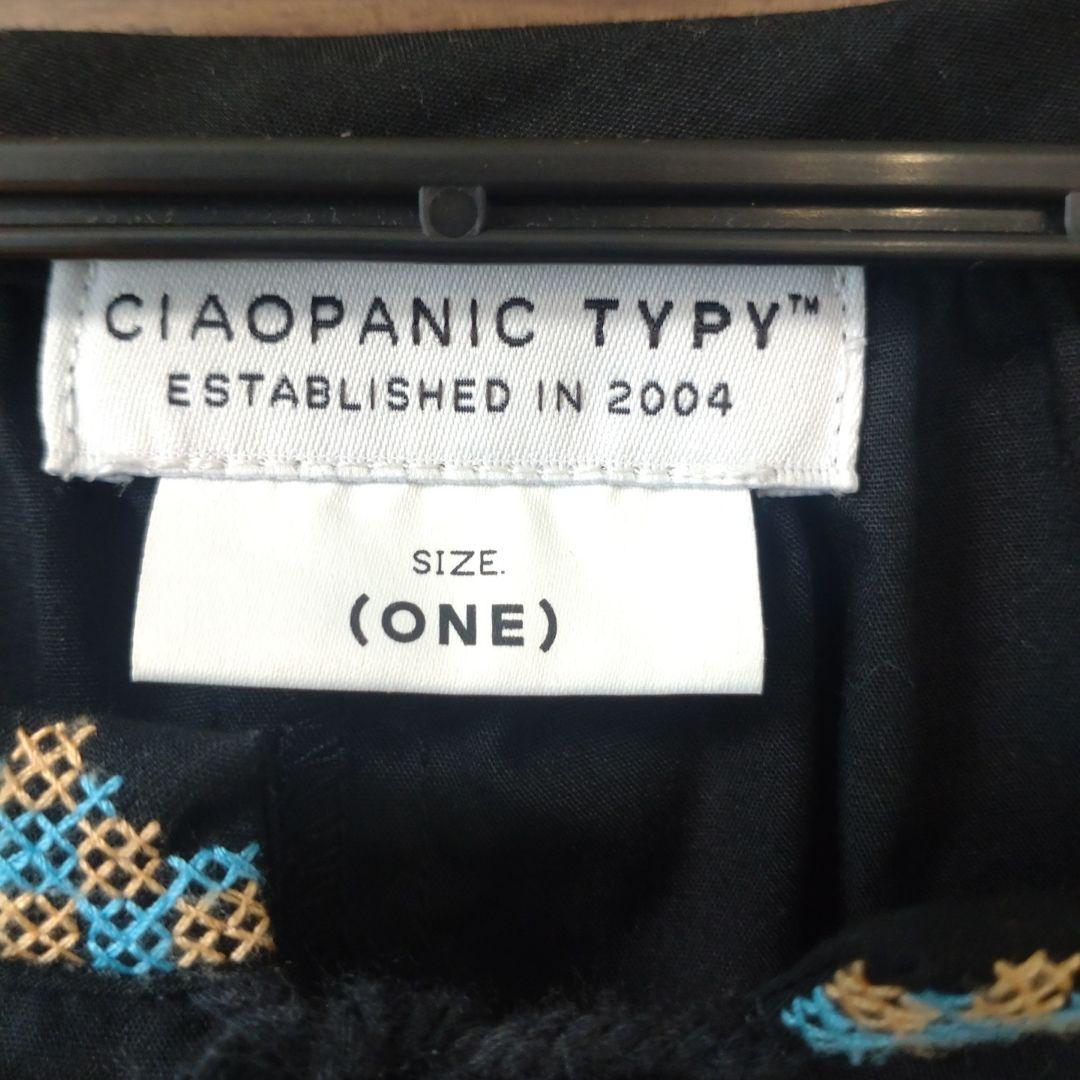 CIAOPANIC TYPY™
ESTABLISHED IN 2004
SIZE.
(ONE)